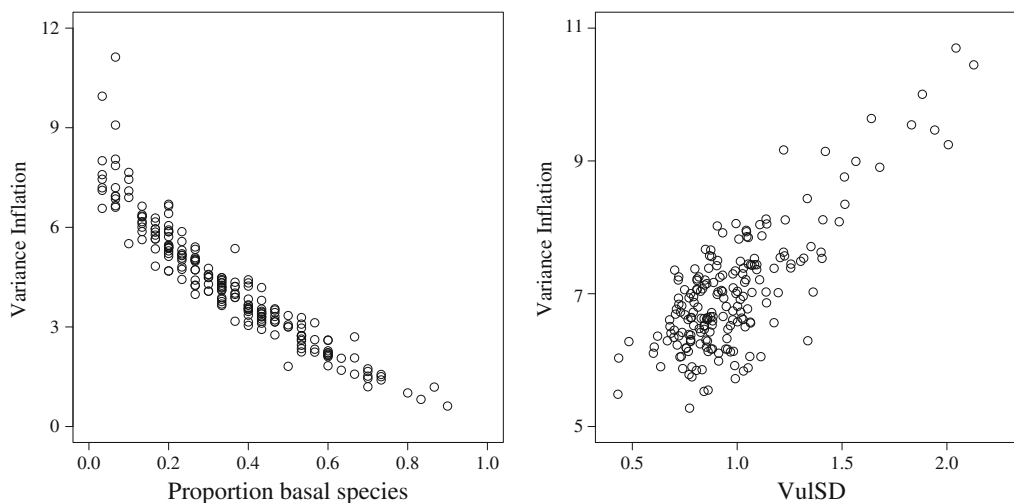 Variance Inflation
12
9
6
3
0
0.0 0.2 0.4 0.6 0.8 1.0
Proportion basal species
Variance Inflation
11
9
7
5
0.5 1.0 1.5 2.0
VulSD